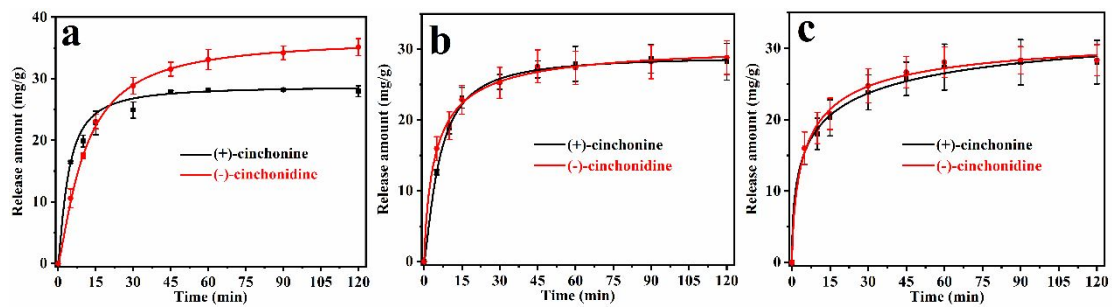 a
Release amount (mg/g)
40
30
20
10
0
(+)-cinchonine
(-)-cinchonidine
0 15 30 45 60 75 90 105 120
Time (min)
b
Release amount (mg/g)
30
20
10
0
(+)-cinchonine
(-)-cinchonidine
0 15 30 45 60 75 90 105 120
Time (min)
c
Release amount (mg/g)
30
20
10
0
(+)-cinchonine
(-)-cinchonidine
0 15 30 45 60 75 90 105 120
Time (min)